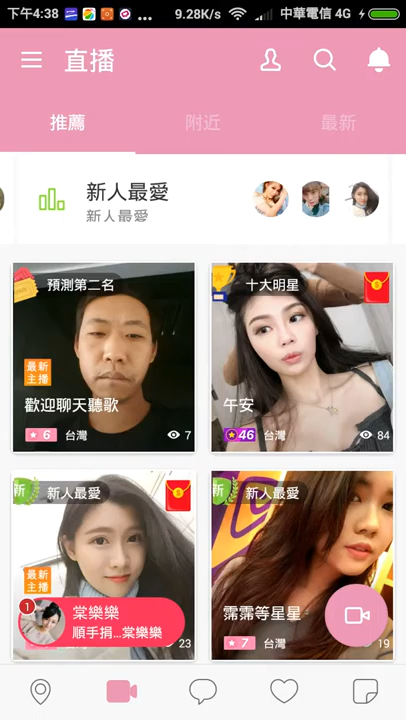 下午4:38
...
9.28K/s
中華電信 4G
直播
推薦
附近
最新
新人最愛
新人最愛
預測第二名
最新
主播
歡迎聊天聽歌
6
台灣
7
十大明星
午安
46
台灣
84
新
新人最愛
最新
主播
1
棠樂樂
順手捐...棠樂樂
23
新
新人最愛
霈霈等星星
7
台灣
19